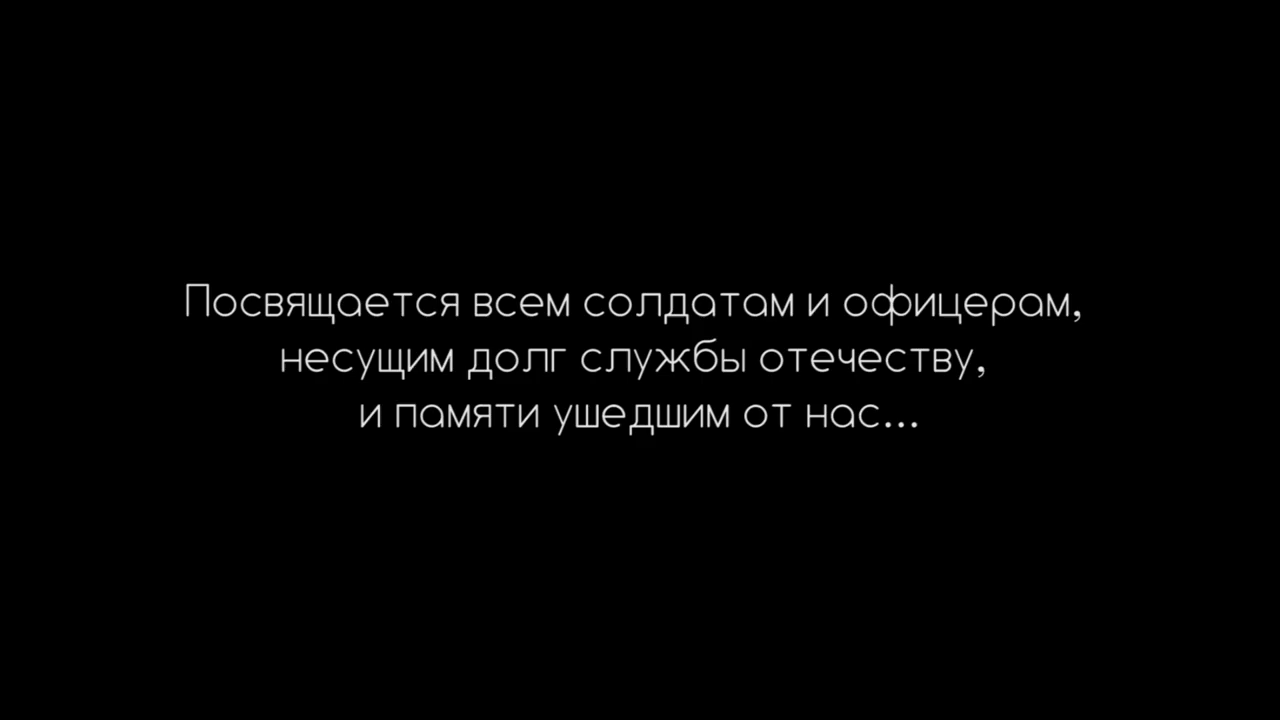 Посвящается всем солдатам и офицерам,
несущим долг службы отечеству,
и памяти ушедшим от нас...